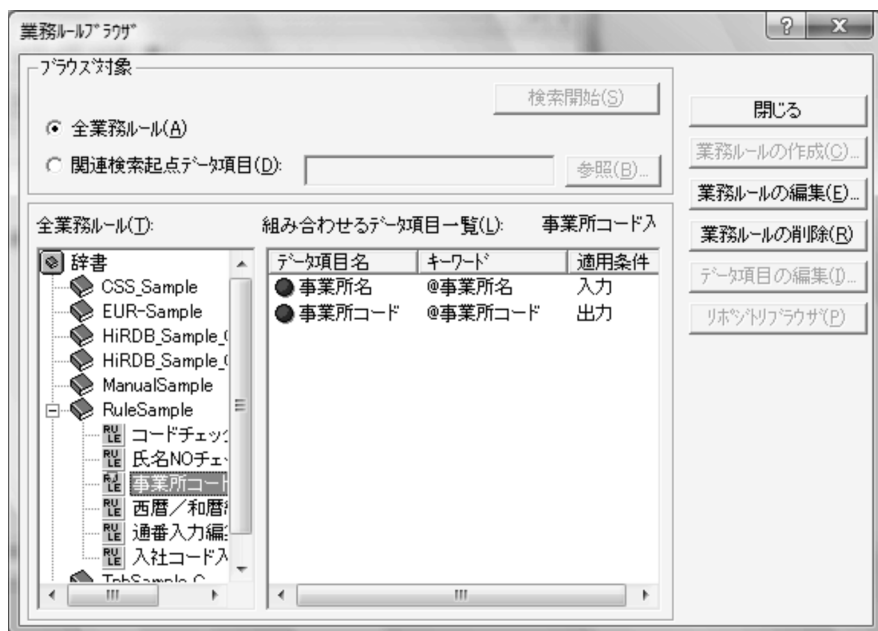 業務ルールブラウザ
ブラウズ対象
検索開始(S)
全業務ルール(A)
関連検索起点データ項目(D):
参照(B)...
閉じる
業務ルールの作成(C)...
業務ルールの編集(E)...
業務ルールの削除(R)
データ項目の編集(I)...
リポジトリブラウザ(P)
全業務ルール(T):
組み合わせるデータ項目一覧(L):
事業所コード入
辞書
CSS_Sample
EUR-Sample
HiRDB_Sample_
HiRDB_Sample_
ManualSample
RuleSample
RULE コードチェック
RULE 氏名NOチェ
RULE 事業所コード
RULE 西暦／和暦
RULE 通番入力編
RULE 入社コード入
データ項目名 キーワード 適用条件
事業所名 @事業所名 入力
事業所コード @事業所コード 出力